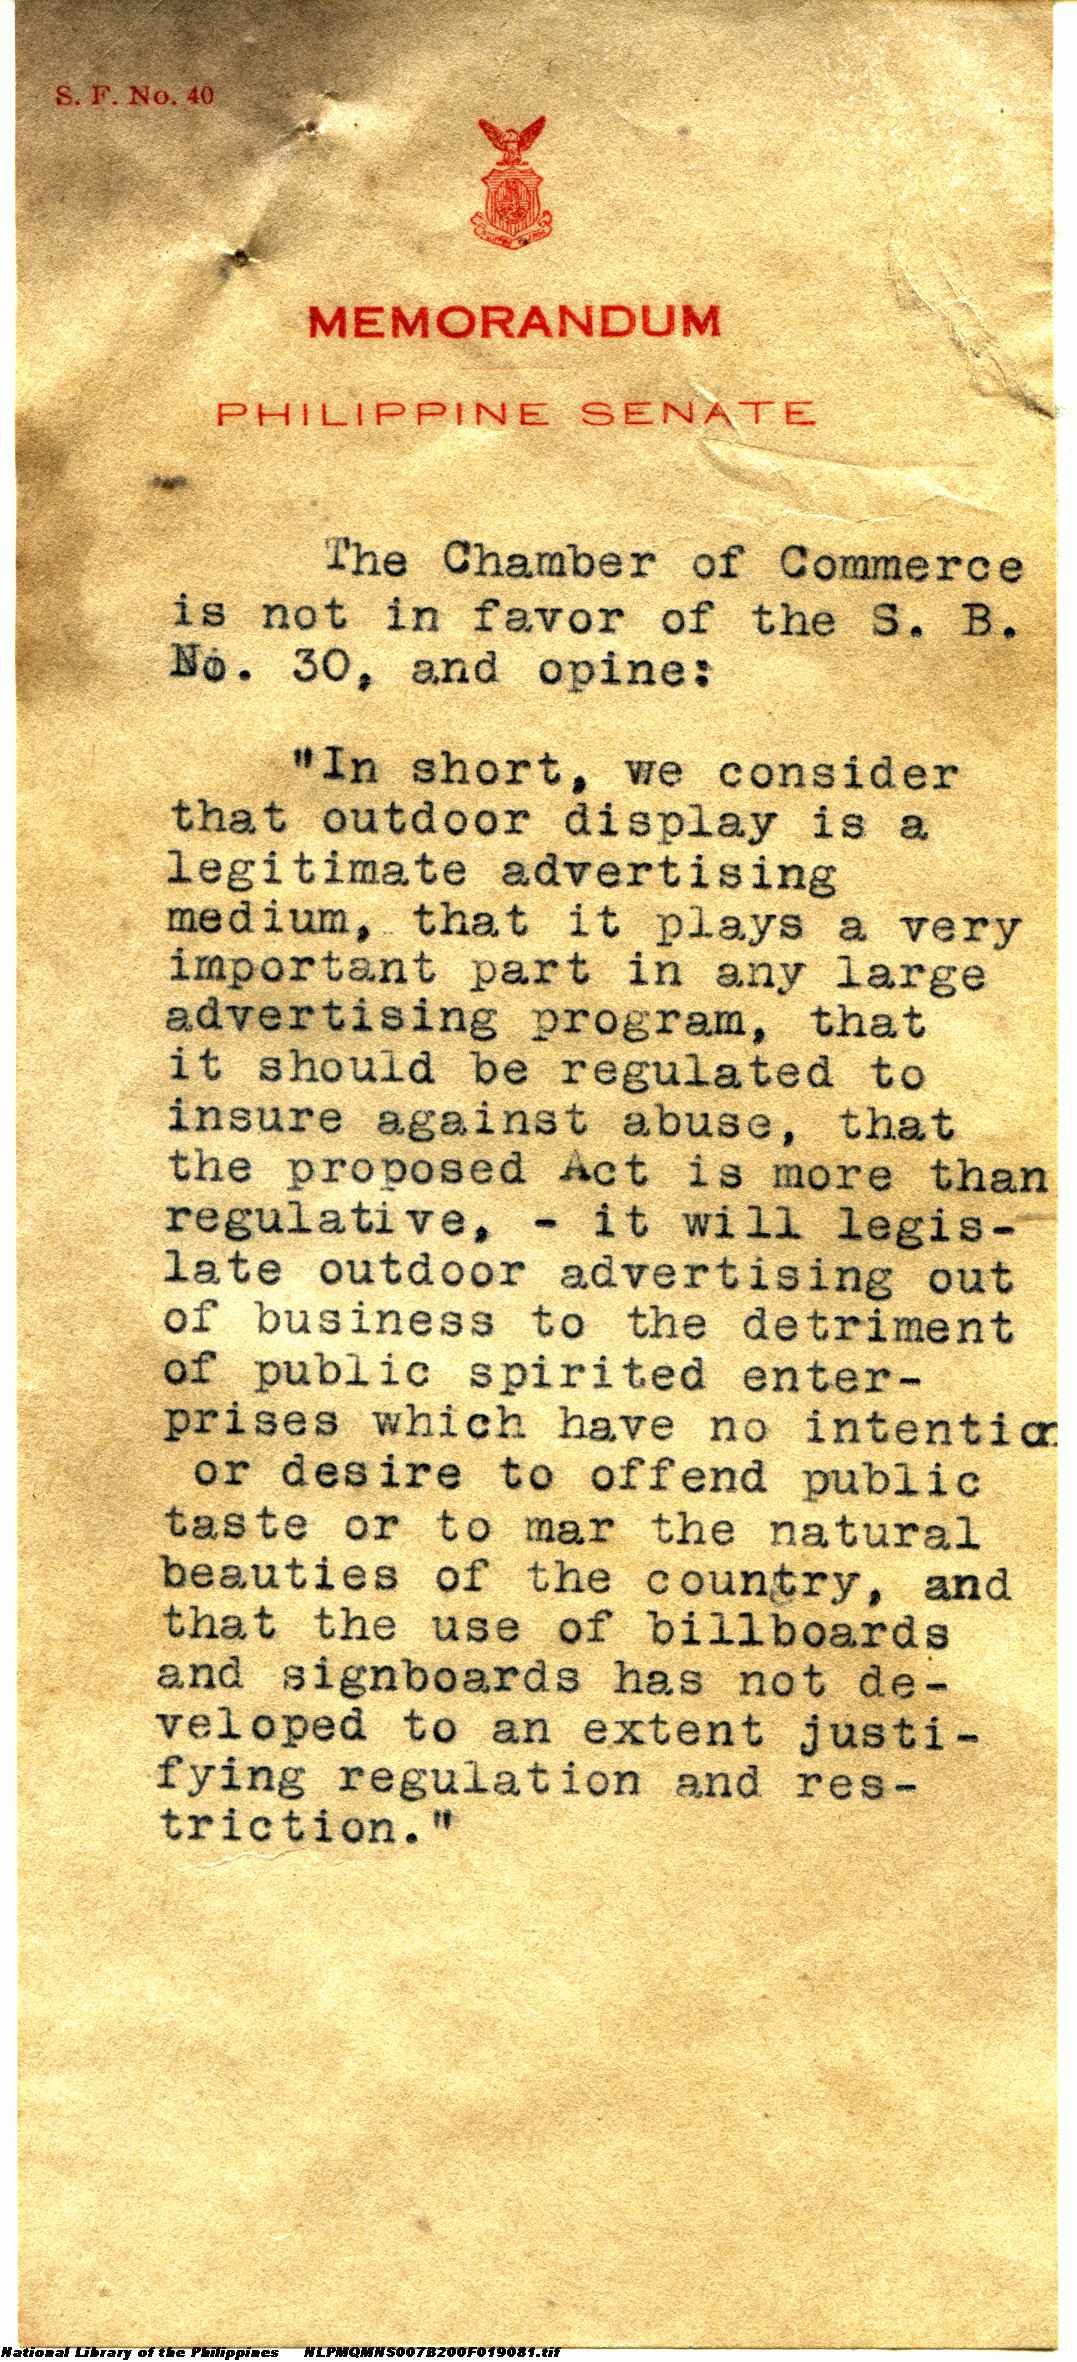 S. F. No. 40
MEMORANDUM
PHILIPPINE SENATE
The Chamber of Commerce
is not in favor of the S. B.
No. 30, and opine:
"In short, we consider
that outdoor display is a
legitimate advertising
medium, that it plays a very
important part in any large
advertising program, that
it should be regulated to
insure against abuse, that
the proposed Act is more than
regulative, - it will legis-
late outdoor advertising out
of business to the detriment
of public spirited enter-
prises which have no intention
or desire to offend public
taste or to mar the natural
beauties of the country, and
that the use of billboards
and signboards has not de-
veloped to an extent justi-
fying regulation and res-
triction."
National Library of the Philippines NLPMQMNS007B200F019081.tif